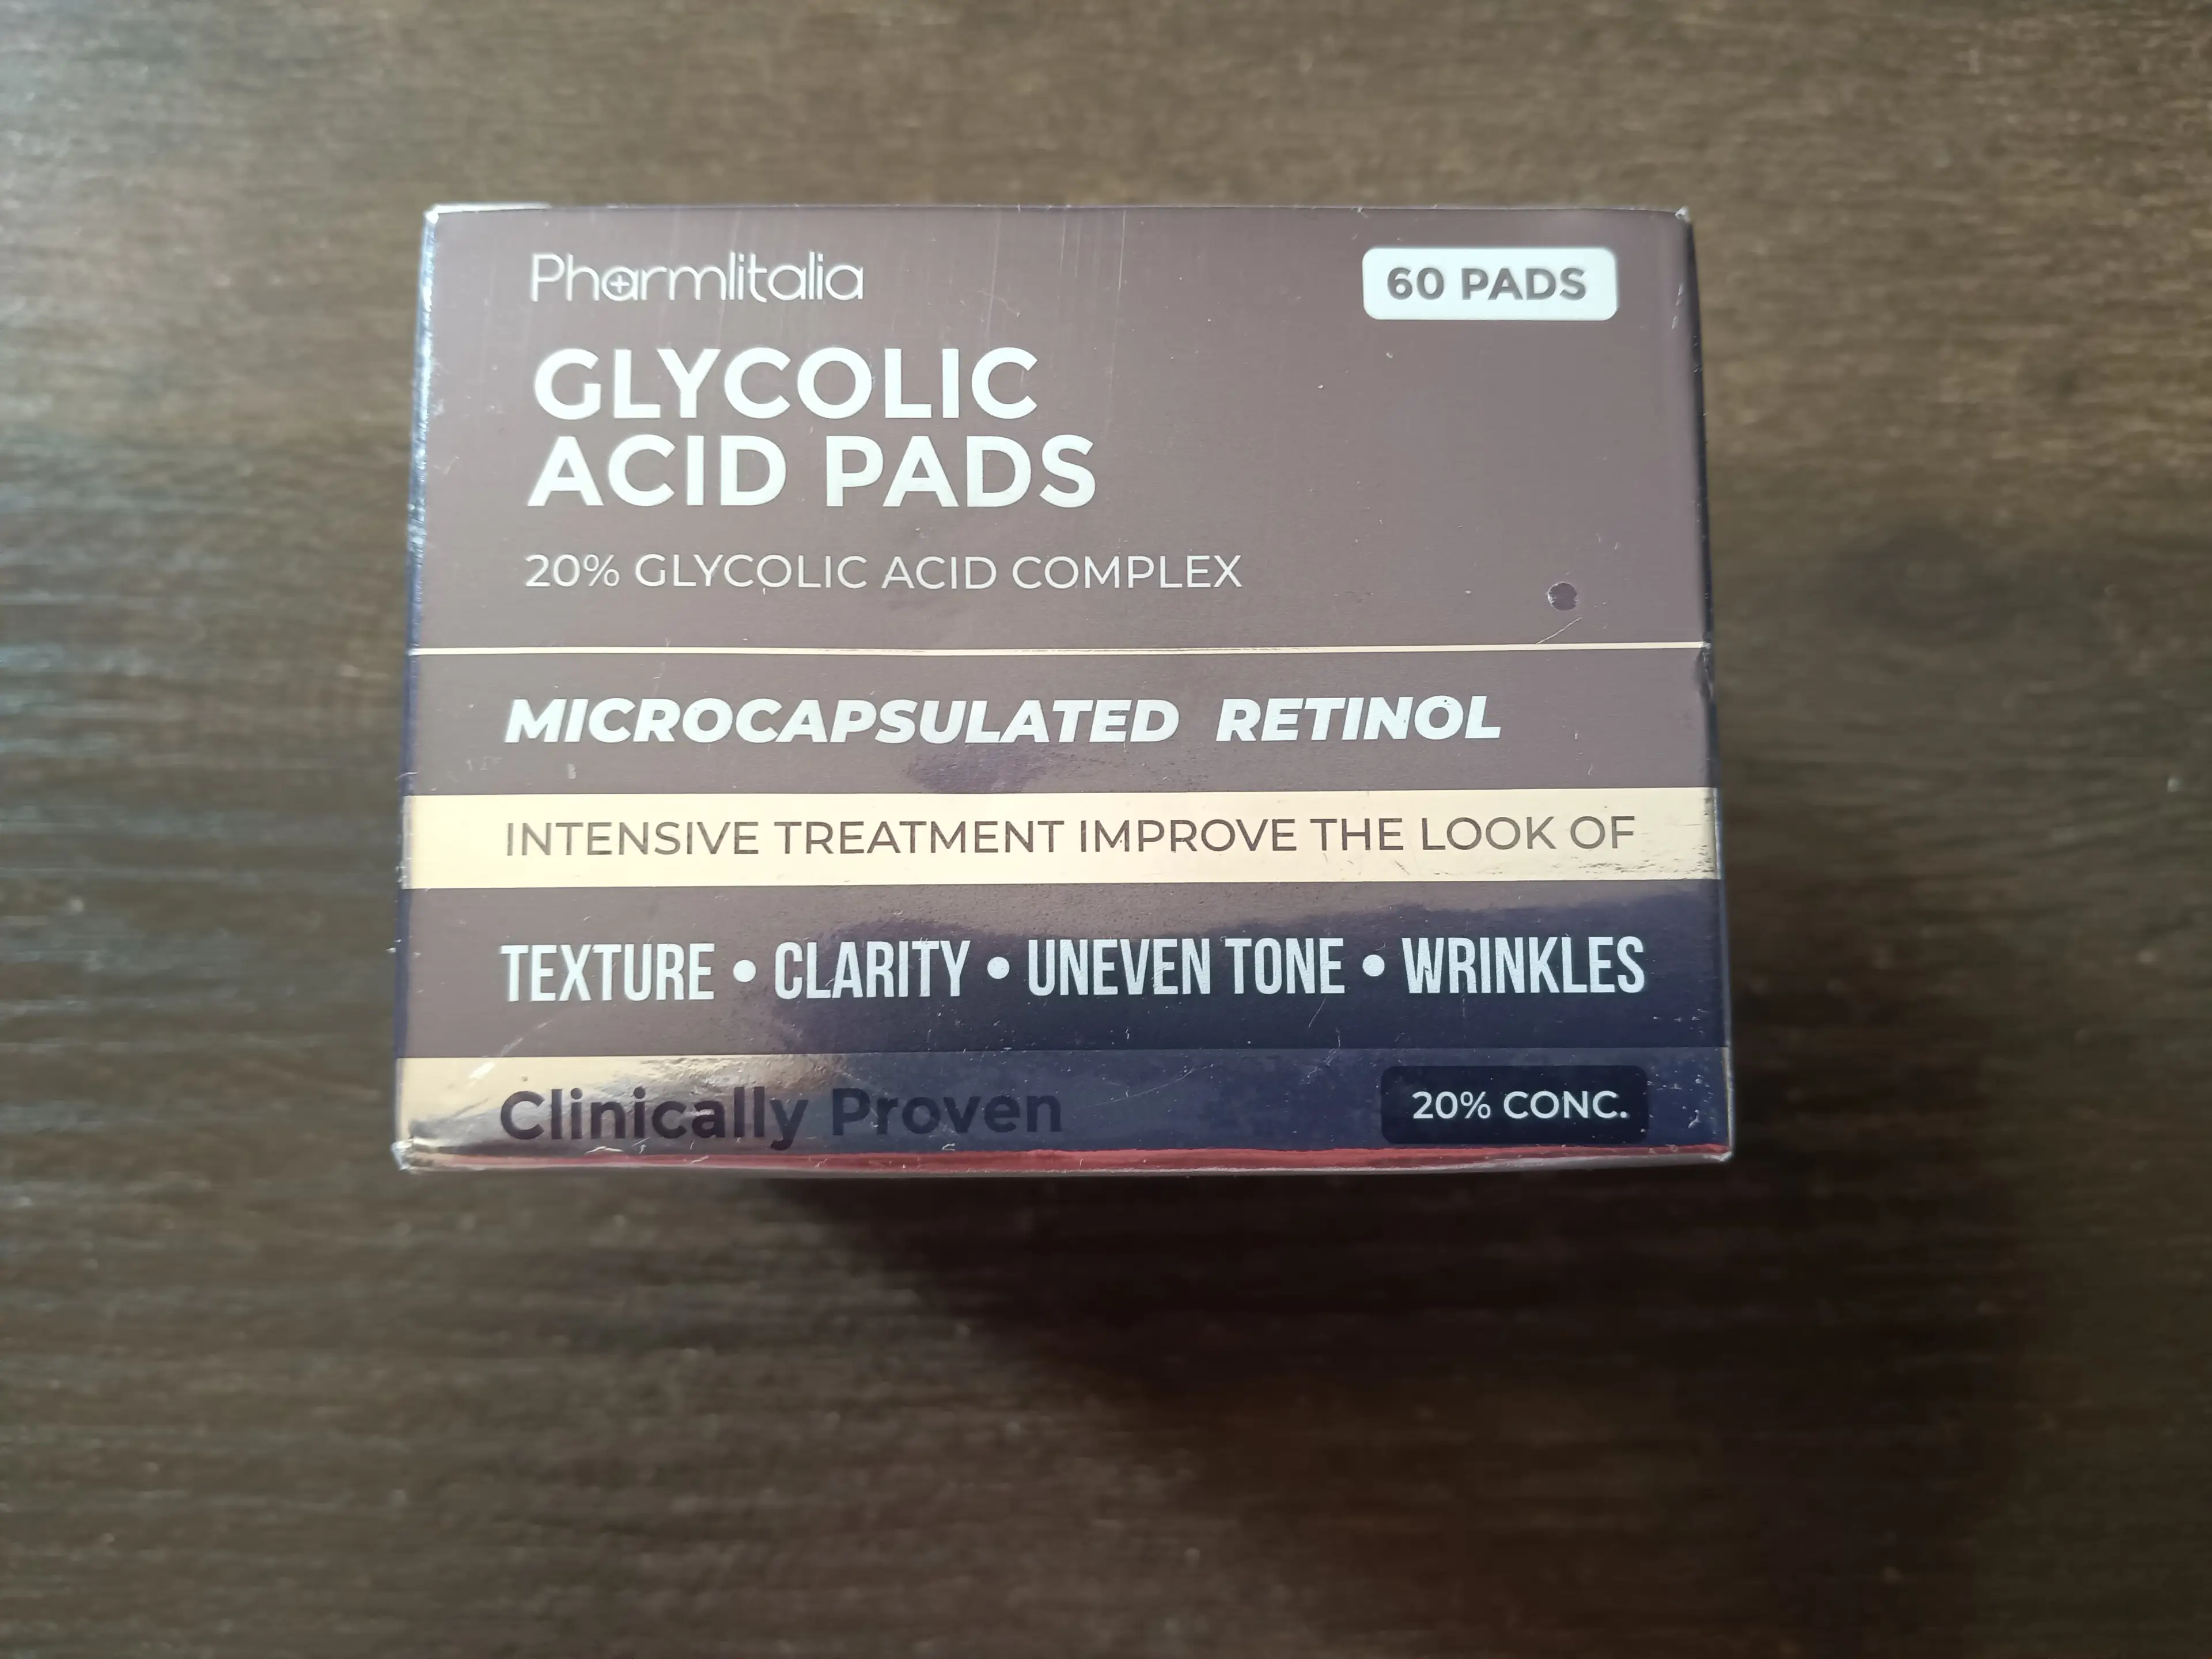 Pharmlitalia
60 PADS
GLYCOLIC
ACID PADS
20% GLYCOLIC ACID COMPLEX
MICROCAPSULATED RETINOL
INTENSIVE TREATMENT IMPROVE THE LOOK OF
TEXTURE • CLARITY • UNEVEN TONE • WRINKLES
Clinically Proven
20% CONC.